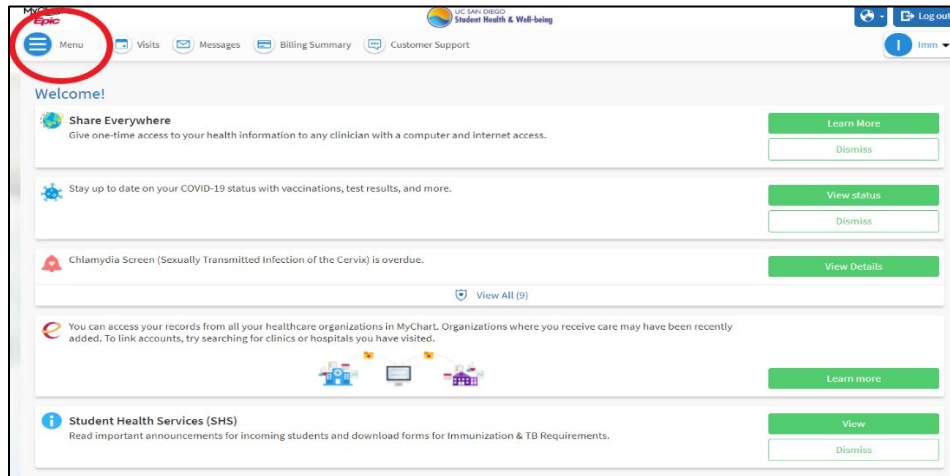 MyChart
Epic
UC SAN DIEGO
Student Health & Well-being
Log out
Menu
Visits
Messages
Billing Summary
Customer Support
I
Imm
Welcome!
Share Everywhere
Give one-time access to your health information to any clinician with a computer and internet access.
Learn More
Dismiss
Stay up to date on your COVID-19 status with vaccinations, test results, and more.
View status
Dismiss
Chlamydia Screen (Sexually Transmitted Infection of the Cervix) is overdue.
View Details
View All (9)
You can access your records from all your healthcare organizations in MyChart. Organizations where you receive care may have been recently
added. To link accounts, try searching for clinics or hospitals you have visited.
Learn more
Student Health Services (SHS)
Read important announcements for incoming students and download forms for Immunization & TB Requirements.
View
Dismiss